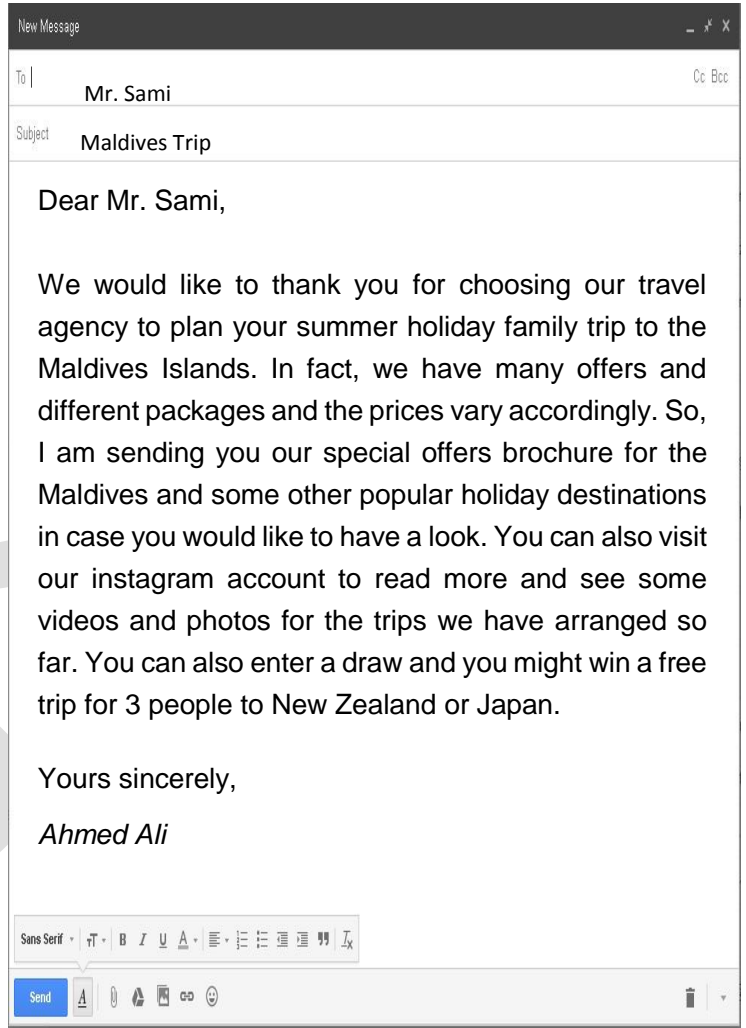 New Message
To
Cc Bcc
Mr. Sami
Subject
Maldives Trip
Dear Mr. Sami,
We would like to thank you for choosing our travel
agency to plan your summer holiday family trip to the
Maldives Islands. In fact, we have many offers and
different packages and the prices vary accordingly. So,
I am sending you our special offers brochure for the
Maldives and some other popular holiday destinations
in case you would like to have a look. You can also visit
our instagram account to read more and see some
videos and photos for the trips we have arranged so
far. You can also enter a draw and you might win a free
trip for 3 people to New Zealand or Japan.
Yours sincerely,
Ahmed Ali
Sans Serif
Send